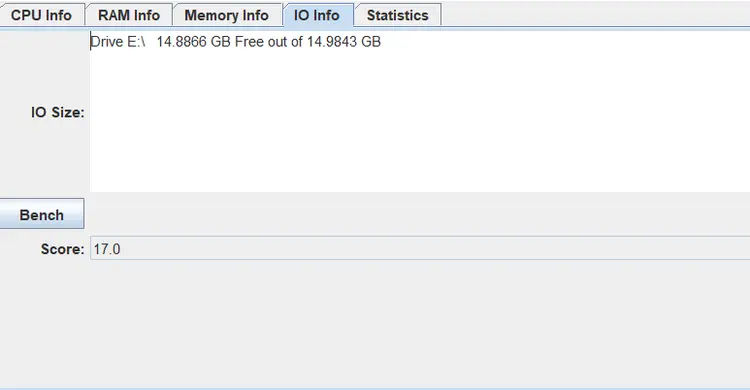 CPU Info RAM Info Memory Info IO Info Statistics
Drive E:\ 14.8866 GB Free out of 14.9843 GB
IO Size:
Bench
Score: 17.0